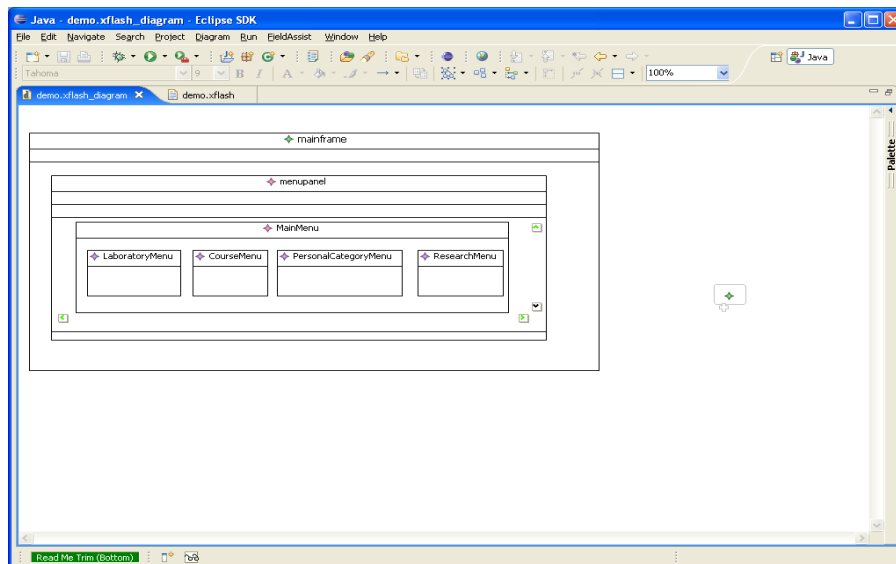 Java - demo.xflash_diagram - Eclipse SDK
File Edit Navigate Search Project Diagram Run FieldAssist Window Help
Java
Tahoma 9 B I A 100%
demo.xflash_diagram demo.xflash
Palette
mainframe
menupanel
MainMenu
LaboratoryMenu CourseMenu PersonalCategoryMenu ResearchMenu
Read Me Trim (Bottom)